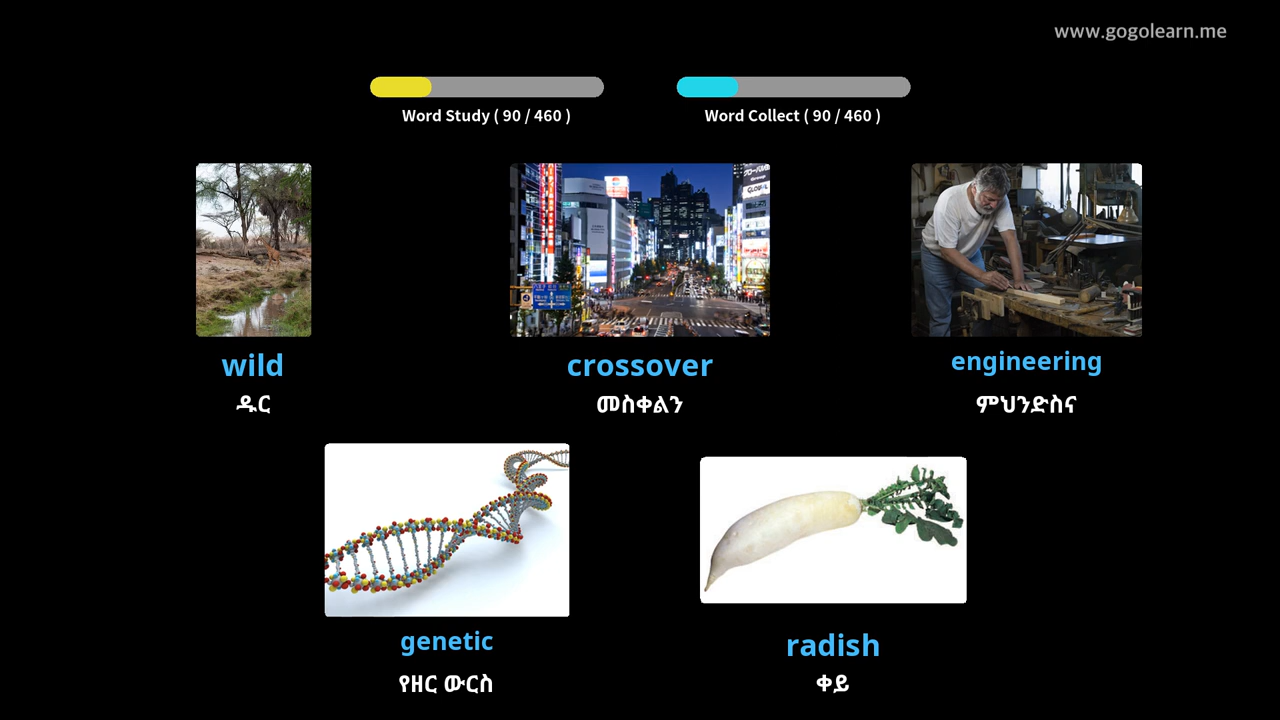 www.gogolearn.me
Word Study ( 90 / 460 )
Word Collect ( 90 / 460 )
wild
crossover
engineering
ዱር
መስቀልን
ምህንድስና
genetic
radish
የዘር ውርስ
ቀይ